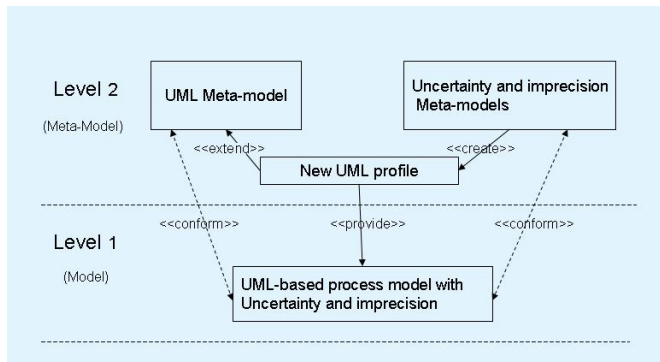 Level 2
(Meta-Model)
UML Meta-model
Uncertainty and imprecision
Meta-models
<<extend>>
<<create>>
New UML profile
<<conform>>
<<provide>>
<<conform>>
Level 1
(Model)
UML-based process model with
Uncertainty and imprecision